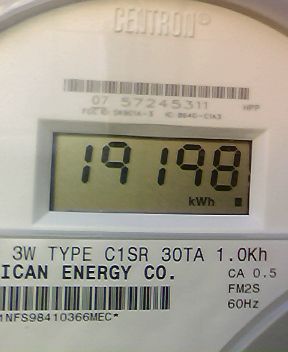 CENTRON®
07 57245311
19198
kWh
3W TYPE C1SR 30TA 1.0Kh
ICAN ENERGY CO. CA 0.5
FM2S
60Hz
1NFS98410366MEC*